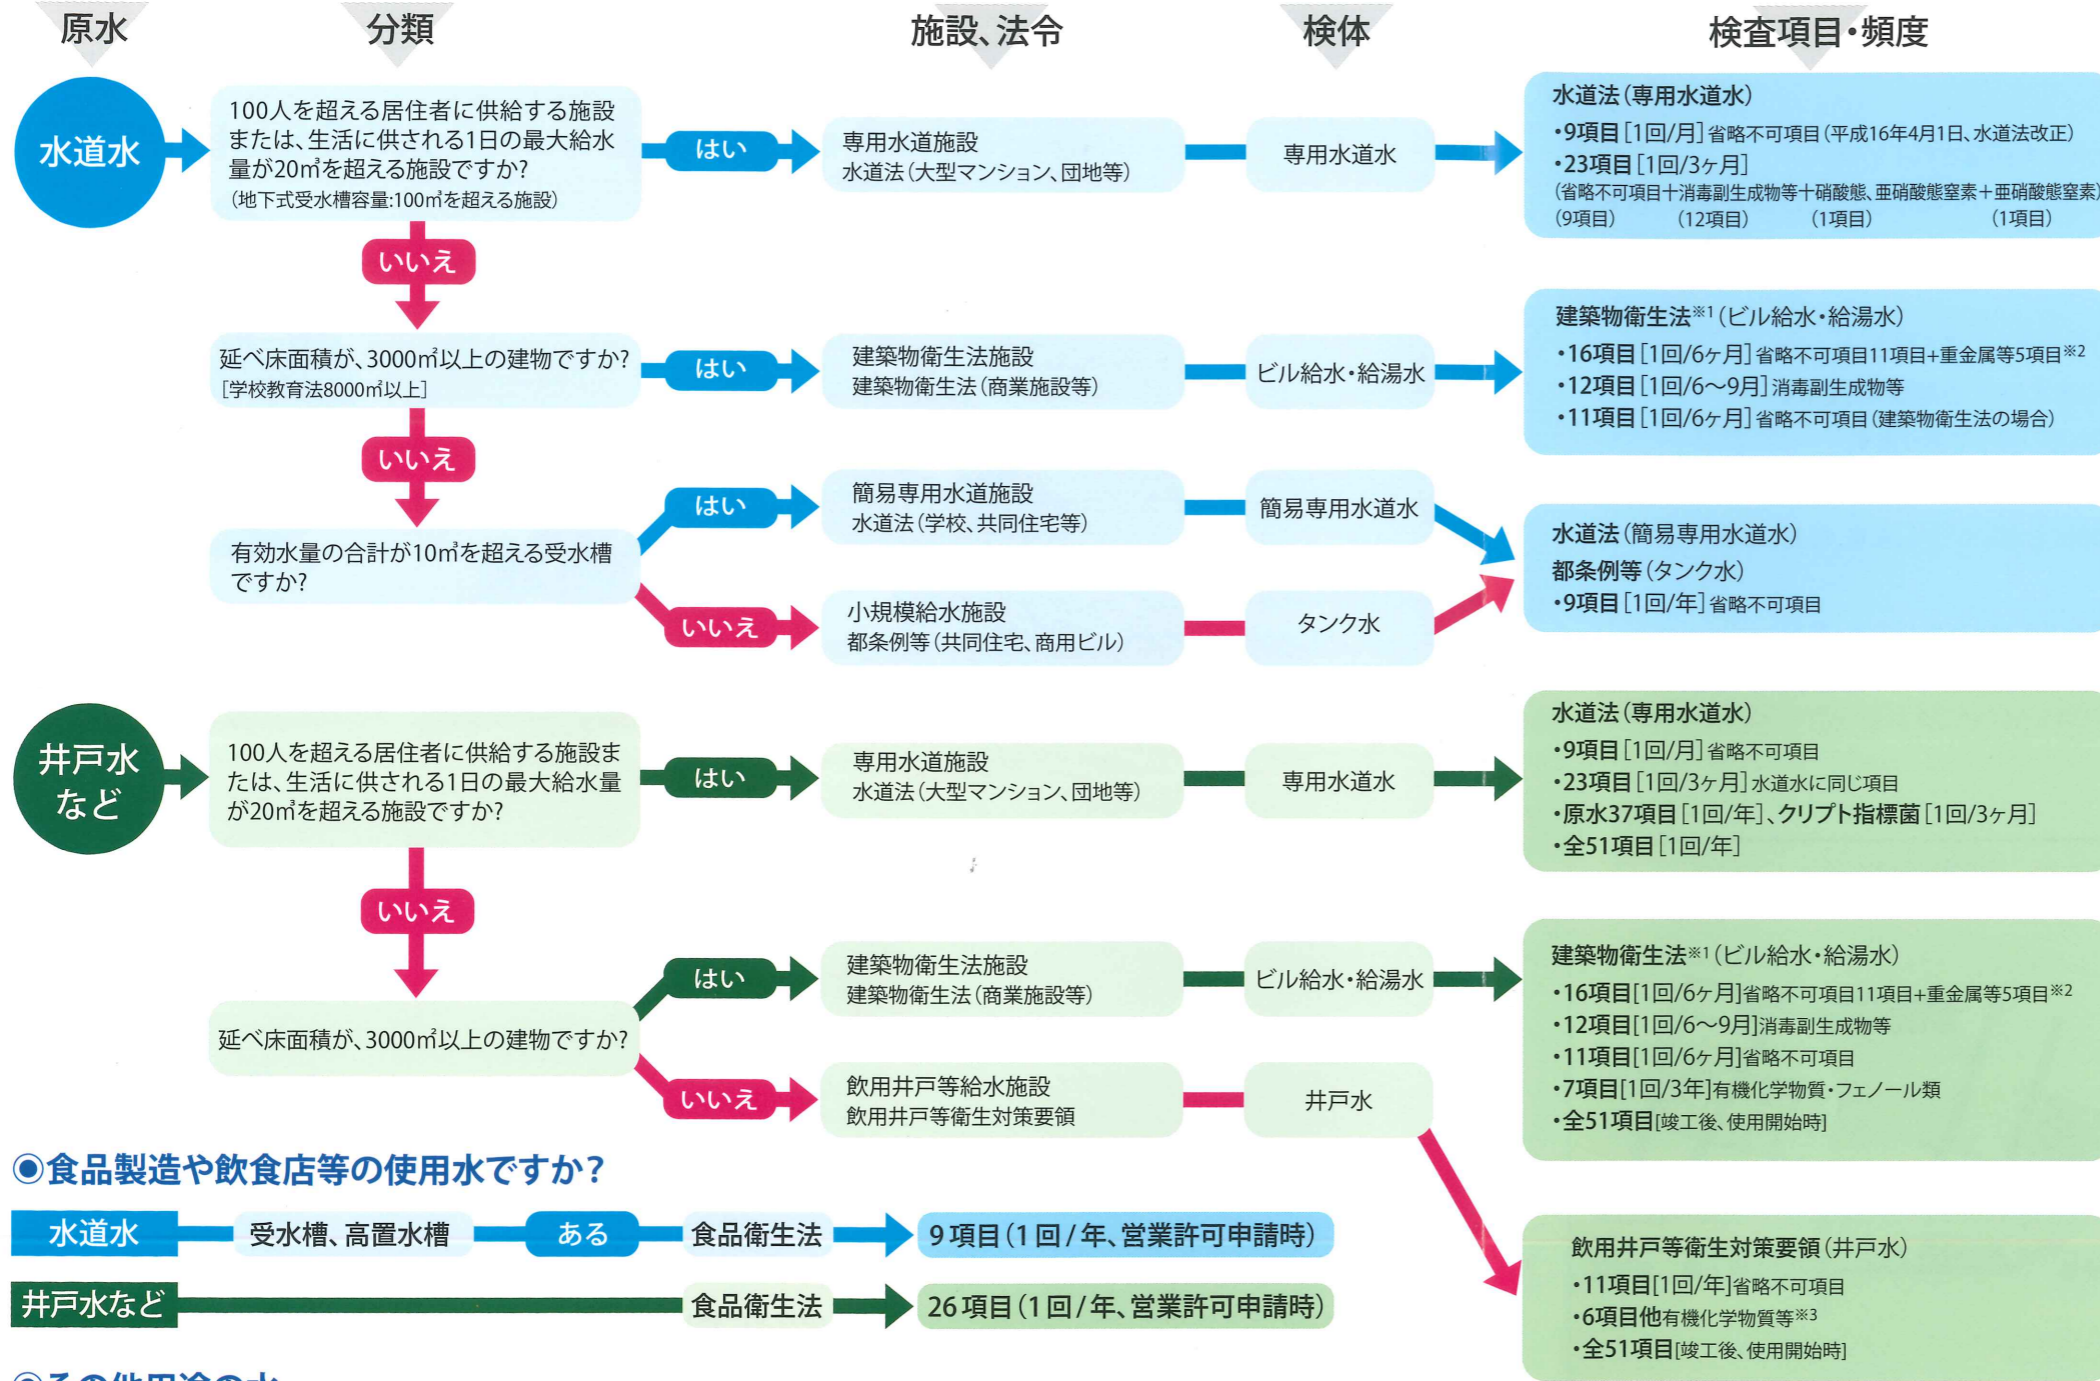 原水
分類
施設、法令
検体
検査項目・頻度
水道水
100人を超える居住者に供給する施設
または、生活に供される1日の最大給水
量が20㎥を超える施設ですか?
(地下式受水槽容量:100㎥を超える施設)
はい
専用水道施設
水道法(大型マンション、団地等)
専用水道水
水道法(専用水道水)
・9項目[1回/月]省略不可項目(平成16年4月1日、水道法改正)
・23項目[1回/3ヶ月]
(省略不可項目＋消毒副生成物等＋硝酸態、亜硝酸態窒素＋亜硝酸態窒素)
(9項目) (12項目) (1項目) (1項目)
いいえ
延べ床面積が、3000㎡以上の建物ですか?
[学校教育法8000㎡以上]
はい
建築物衛生法施設
建築物衛生法(商業施設等)
ビル給水・給湯水
建築物衛生法※1(ビル給水・給湯水)
・16項目[1回/6ヶ月]省略不可項目11項目+重金属等5項目※2
・12項目[1回/6〜9月]消毒副生成物等
・11項目[1回/6ヶ月]省略不可項目(建築物衛生法の場合)
いいえ
有効水量の合計が10㎥を超える受水槽
ですか?
はい
簡易専用水道施設
水道法(学校、共同住宅等)
簡易専用水道水
いいえ
小規模給水施設
都条例等(共同住宅、商用ビル)
タンク水
水道法(簡易専用水道水)
都条例等(タンク水)
・9項目[1回/年]省略不可項目
井戸水
など
100人を超える居住者に供給する施設ま
たは、生活に供される1日の最大給水量
が20㎥を超える施設ですか?
はい
専用水道施設
水道法(大型マンション、団地等)
専用水道水
水道法(専用水道水)
・9項目[1回/月]省略不可項目
・23項目[1回/3ヶ月]水道水に同じ項目
・原水37項目[1回/年]、クリプト指標菌[1回/3ヶ月]
・全51項目[1回/年]
いいえ
延べ床面積が、3000㎡以上の建物ですか?
はい
建築物衛生法施設
建築物衛生法(商業施設等)
ビル給水・給湯水
建築物衛生法※1(ビル給水・給湯水)
・16項目[1回/6ヶ月]省略不可項目11項目+重金属等5項目※2
・12項目[1回/6〜9月]消毒副生成物等
・11項目[1回/6ヶ月]省略不可項目
・7項目[1回/3年]有機化学物質・フェノール類
・全51項目[竣工後、使用開始時]
いいえ
飲用井戸等給水施設
飲用井戸等衛生対策要領
井戸水
飲用井戸等衛生対策要領(井戸水)
・11項目[1回/年]省略不可項目
・6項目他有機化学物質等※3
・全51項目[竣工後、使用開始時]
◉食品製造や飲食店等の使用水ですか?
水道水
受水槽、高置水槽
ある
食品衛生法
9項目(1回/年、営業許可申請時)
井戸水など
食品衛生法
26項目(1回/年、営業許可申請時)
◉その他用途の水